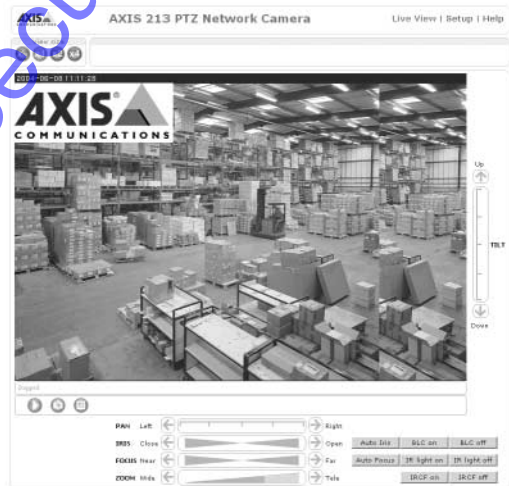 AXIS
COMMUNICATIONS
AXIS 213 PTZ Network Camera
Live View | Setup | Help
2004-06-08 11:11:28
AXIS
COMMUNICATIONS
Up
TILT
Down
PAN Left Right
IRIS Close Open Auto Iris BLC on BLC off
FOCUS Near Far Auto Focus IR light on IR light off
ZOOM Wide Tele IRCF on IRCF off